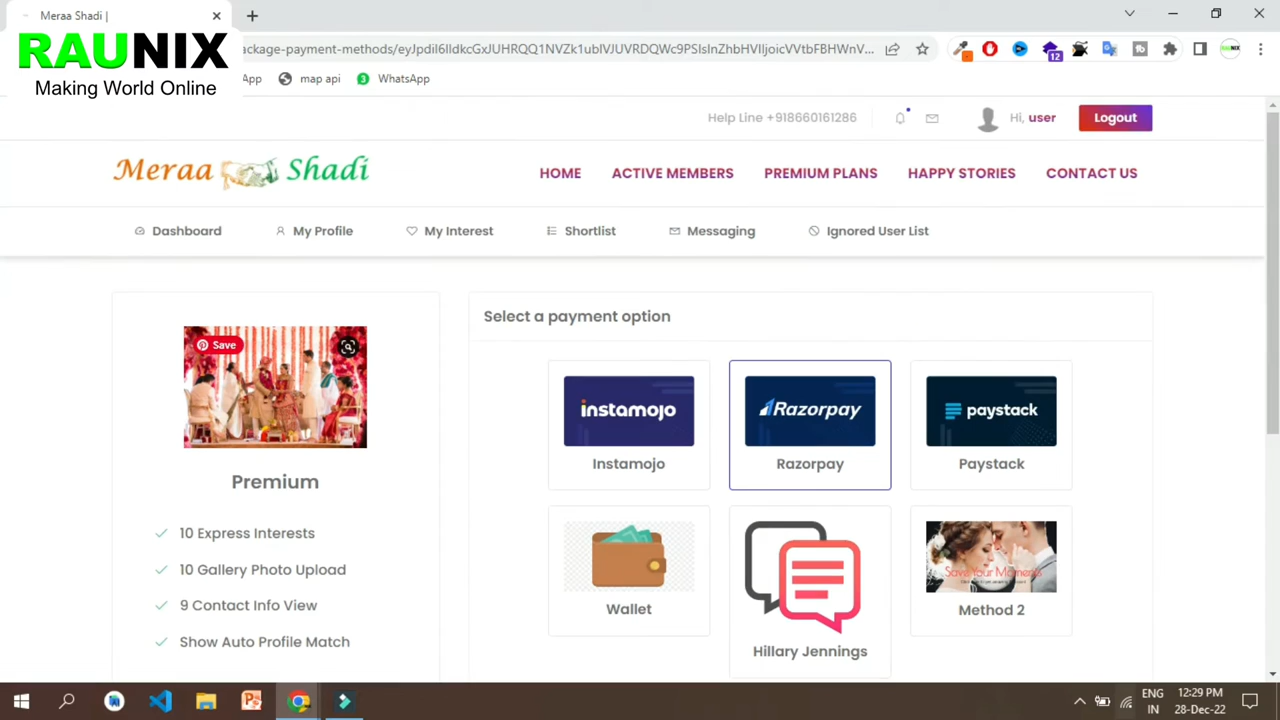 Meraa Shadi |
RAUNIX
Making World Online
App
map api
WhatsApp
12
Help Line +918660161286
Hi, user
Logout
Meraa Shadi
HOME
ACTIVE MEMBERS
PREMIUM PLANS
HAPPY STORIES
CONTACT US
Dashboard
My Profile
My Interest
Shortlist
Messaging
Ignored User List
Save
Premium
10 Express Interests
10 Gallery Photo Upload
9 Contact Info View
Show Auto Profile Match
Select a payment option
instamojo
Razorpay
paystack
Instamojo
Razorpay
Paystack
Save Your Moments
Wallet
Method 2
Hillary Jennings
ENG
IN
12:29 PM
28-Dec-22